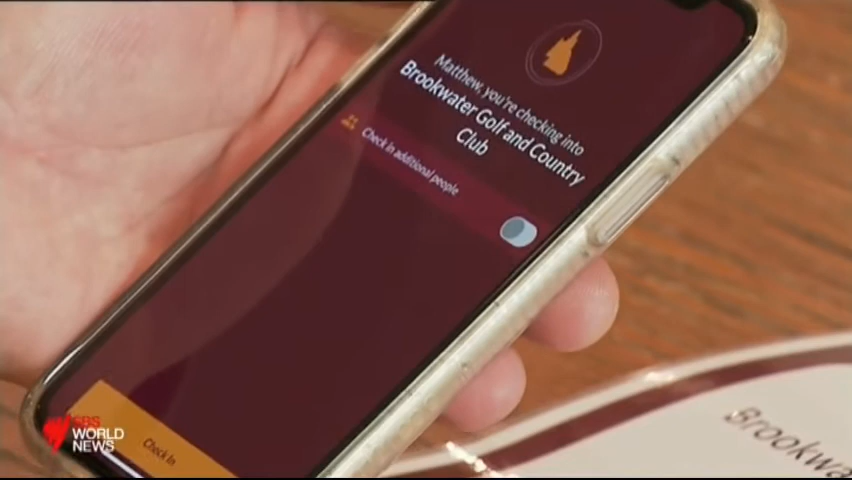 Matthew, you're checking into
Brookwater Golf and Country
Club
Check in additional people
Check In
SBS
WORLD
NEWS
Brookwa